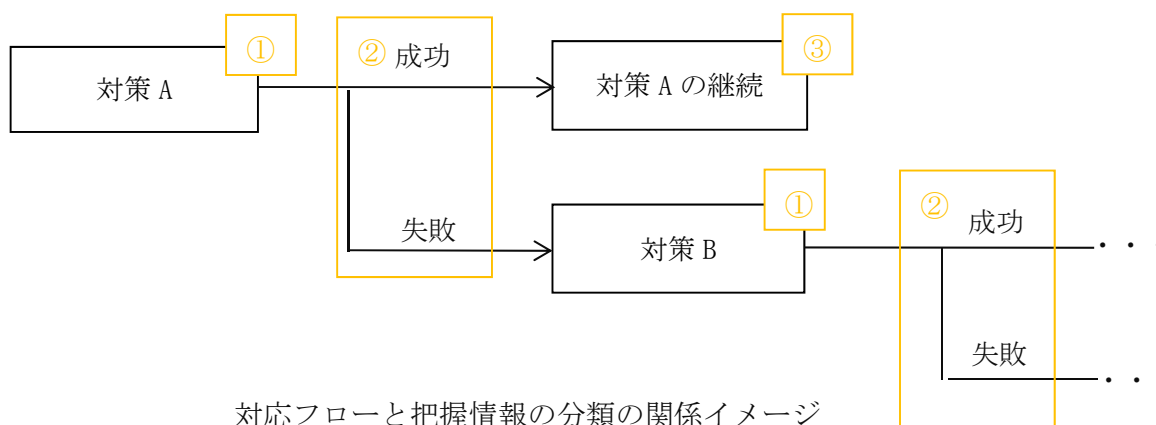 ①
対策 A
② 成功
③
対策 A の継続
失敗
①
対策 B
② 成功
・・
失敗
・・
対応フローと把握情報の分類の関係イメージ